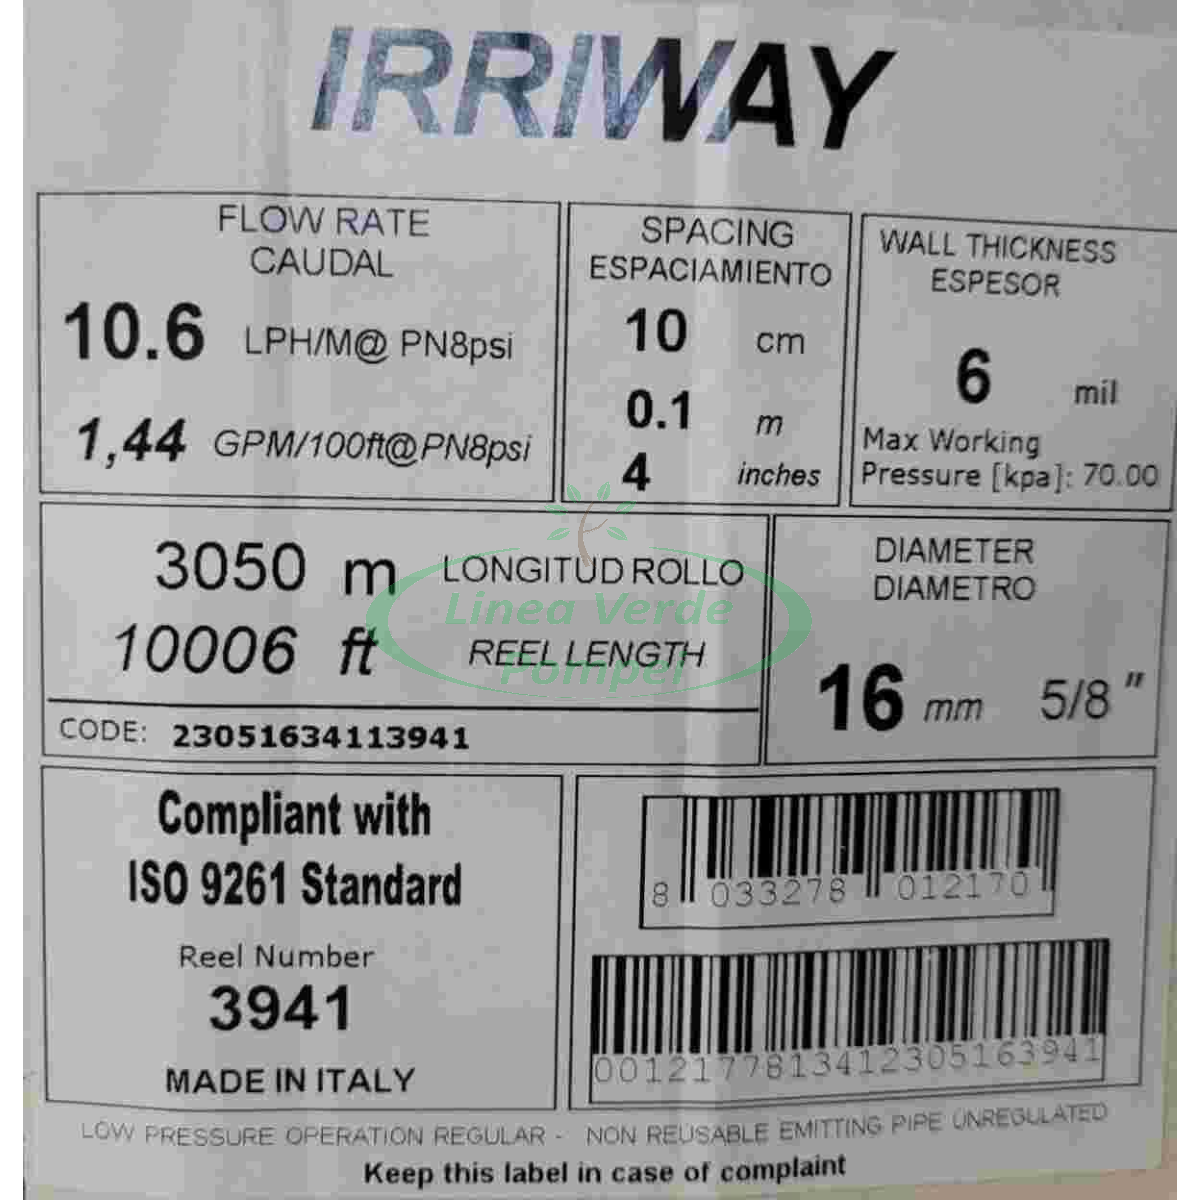 IRRIWAY
FLOW RATE
CAUDAL
10.6 LPH/M@ PN8psi
1,44 GPM/100ft@PN8psi
SPACING
ESPACIAMIENTO
10 cm
0.1 m
4 inches
WALL THICKNESS
ESPESOR
6 mil
Max Working
Pressure [kpa]: 70.00
3050 m LONGITUD ROLLO
10006 ft REEL LENGTH
Linea Verde
Pompei
CODE: 23051634113941
DIAMETER
DIAMETRO
16 mm 5/8 "
Compliant with
ISO 9261 Standard
Reel Number
3941
MADE IN ITALY
8 033278 012170
0012177813412305163941
LOW PRESSURE OPERATION REGULAR - NON REUSABLE EMITTING PIPE UNREGULATED
Keep this label in case of complaint